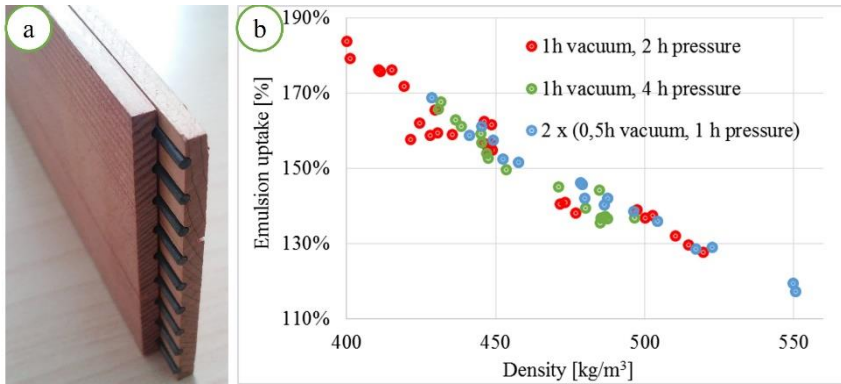 a
b
190%
170%
150%
130%
110%
Emulsion uptake [%]
1h vacuum, 2 h pressure
1h vacuum, 4 h pressure
2 x (0,5h vacuum, 1 h pressure)
400
450
500
550
Density [kg/m³]